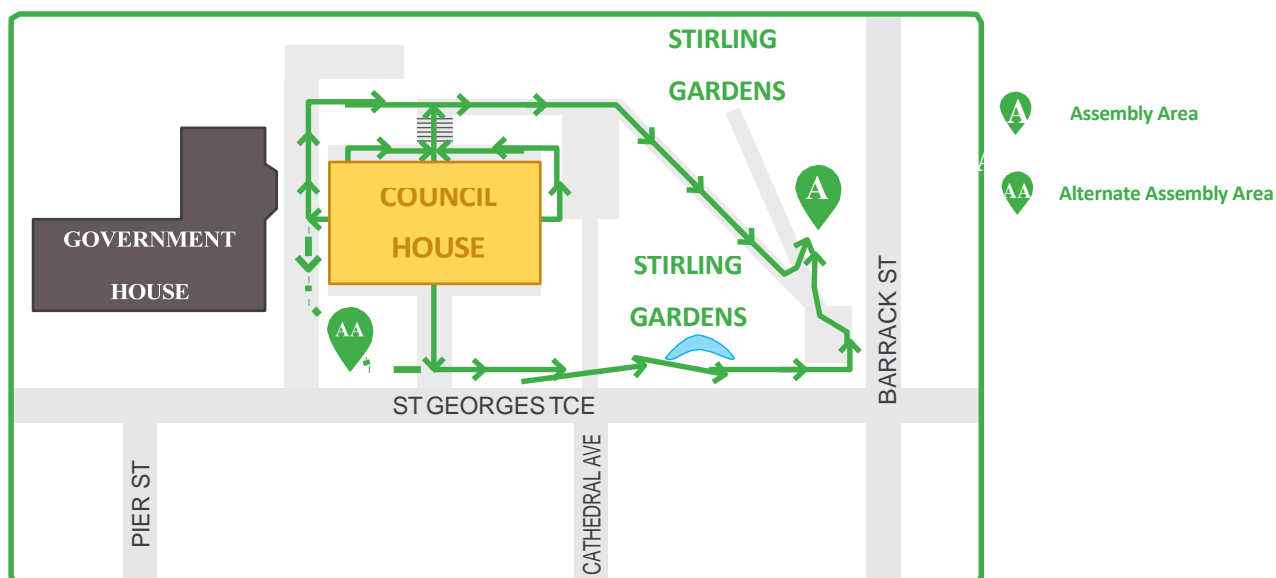 STIRLING
GARDENS
A
Assembly Area
A
AA
Alternate Assembly Area
A
COUNCIL
HOUSE
GOVERNMENT
HOUSE
STIRLING
GARDENS
BARRACK ST
AA
ST GEORGES TCE
PIER ST
CATHEDRAL AVE